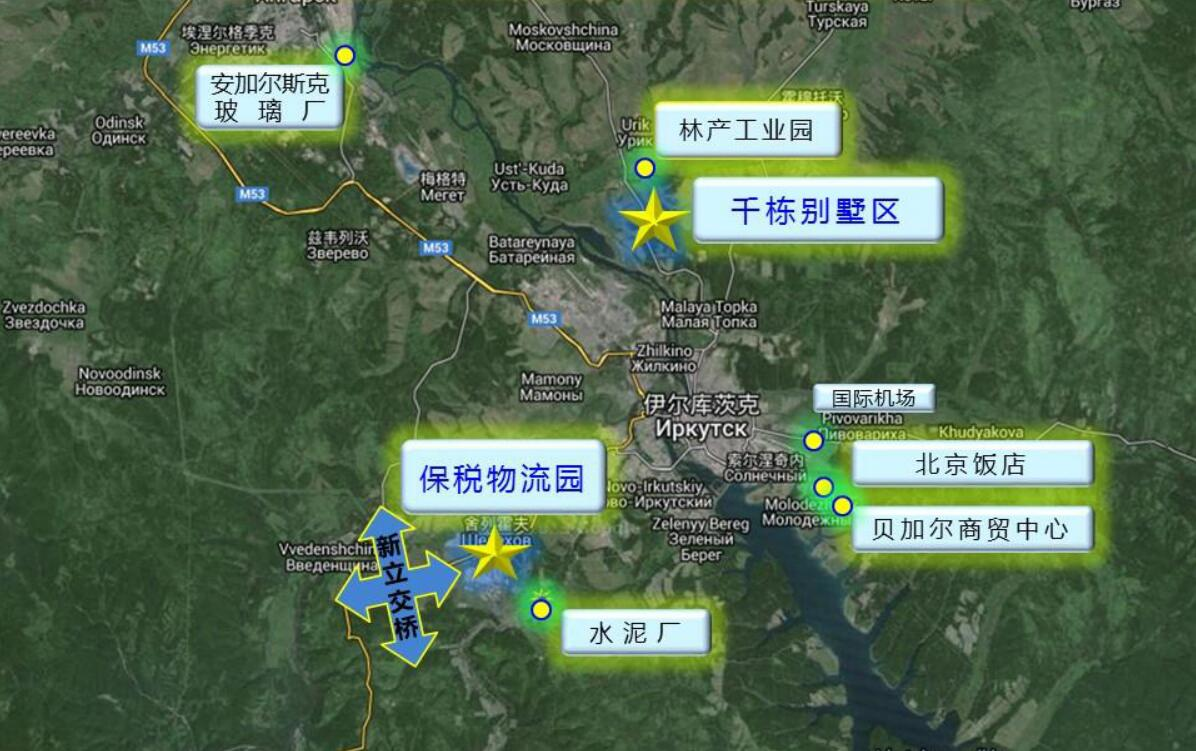 Turskaya
Турская
Бургаз
Moskovshchina
Московщина
埃涅尔格季克
Энергетик
M53
安加尔斯克
玻 璃 厂
Odinsk
Одинск
Urik
Урик
林产工业园
Ust'-Kuda
Усть-Куда
梅格特
Мегет
M53
千栋别墅区
兹韦列沃
Зверево
M53
Batareynaya
Батарейная
Zvezdochka
Звездочка
M53
Malaya Topka
Малая Топка
Zhilkino
Жилкино
Novoodinsk
Новоодинск
Mamony
Мамоны
伊尔库茨克
Иркутск
国际机场
Pivovarikha
Пивовариха
Khudyakova
北京饭店
索尔涅奇内
Солнечный
保税物流园
Novo-Irkutskiy
Ново-Иркутский
Molodezh
Молодежны
贝加尔商贸中心
Zelenyy Bereg
Зеленый
Берег
舍列霍夫
Шелехов
Vvedenshchin
Введенщина
新立交桥
水 泥 厂